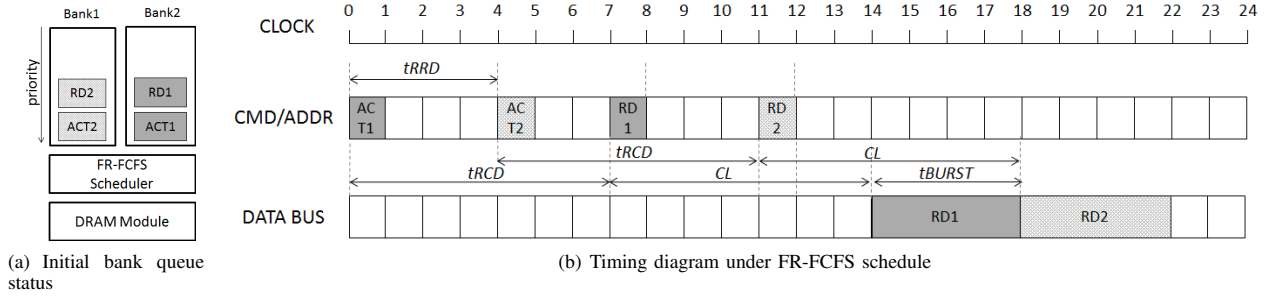 Bank1
Bank2
priority
RD2
RD1
ACT2
ACT1
FR-FCFS
Scheduler
DRAM Module
(a) Initial bank queue
status
0 1 2 3 4 5 6 7 8 9 10 11 12 13 14 15 16 17 18 19 20 21 22 23 24
CLOCK
tRRD
CMD/ADDR
AC
T1
AC
T2
RD
1
RD
2
tRCD
CL
tRCD
CL
tBURST
DATA BUS
RD1
RD2
(b) Timing diagram under FR-FCFS schedule